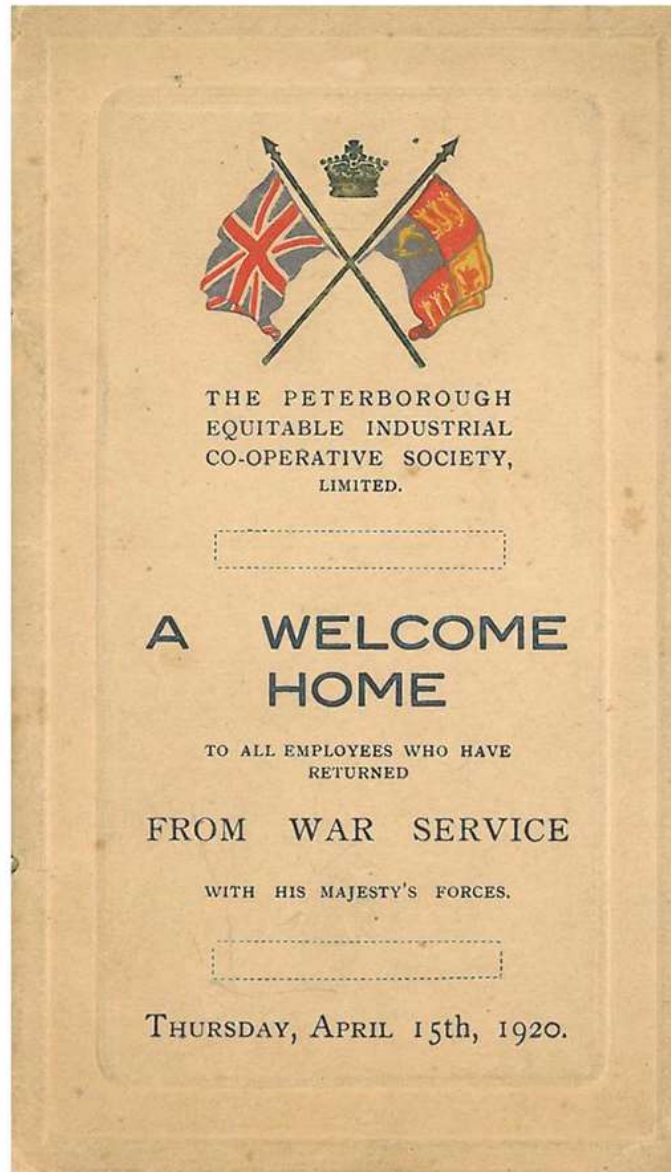 THE PETERBOROUGH
EQUITABLE INDUSTRIAL
CO-OPERATIVE SOCIETY,
LIMITED.
A WELCOME
HOME
TO ALL EMPLOYEES WHO HAVE
RETURNED
FROM WAR SERVICE
WITH HIS MAJESTY'S FORCES.
THURSDAY, APRIL 15th, 1920.